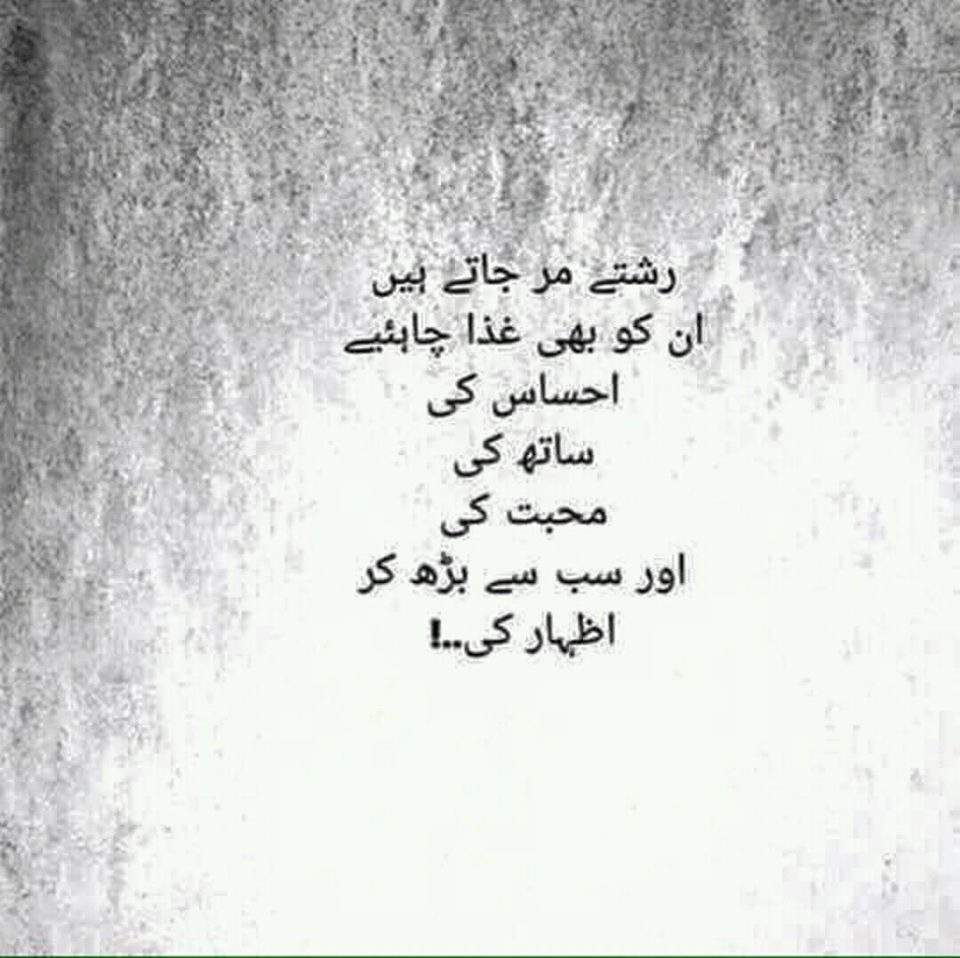 رشتے مر جاتے ہیں
ان کو بھی غذا چاہئیے
احساس کی
ساتھ کی
محبت کی
اور سب سے بڑھ کر
اظہار کی..!